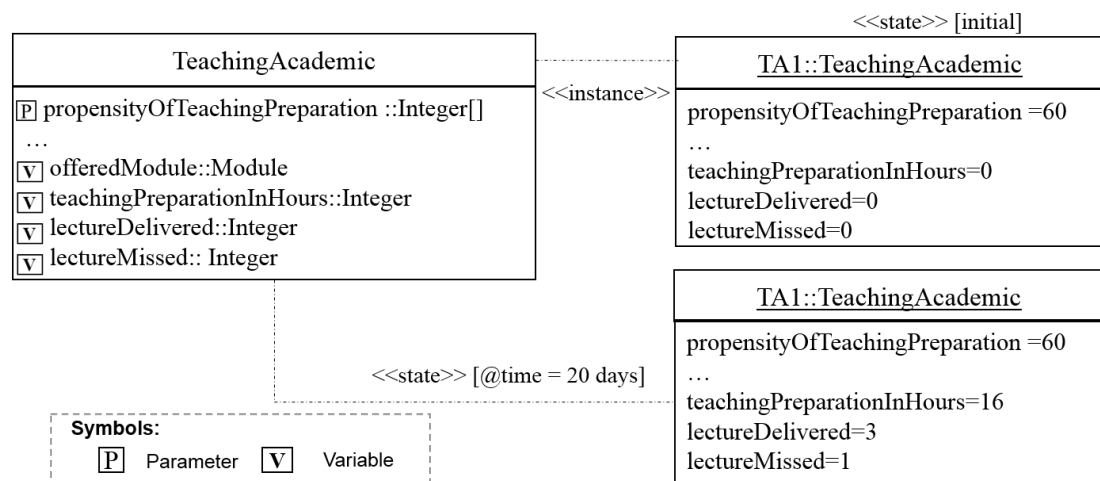 <<state>> [initial]
TeachingAcademic
P propensityOfTeachingPreparation ::Integer[]
...
V offeredModule::Module
V teachingPreparationInHours::Integer
V lectureDelivered::Integer
V lectureMissed:: Integer
<<instance>>
TA1::TeachingAcademic
propensityOfTeachingPreparation =60
...
teachingPreparationInHours=0
lectureDelivered=0
lectureMissed=0
<<state>> [@time = 20 days]
TA1::TeachingAcademic
propensityOfTeachingPreparation =60
...
teachingPreparationInHours=16
lectureDelivered=3
lectureMissed=1
Symbols:
P Parameter V Variable